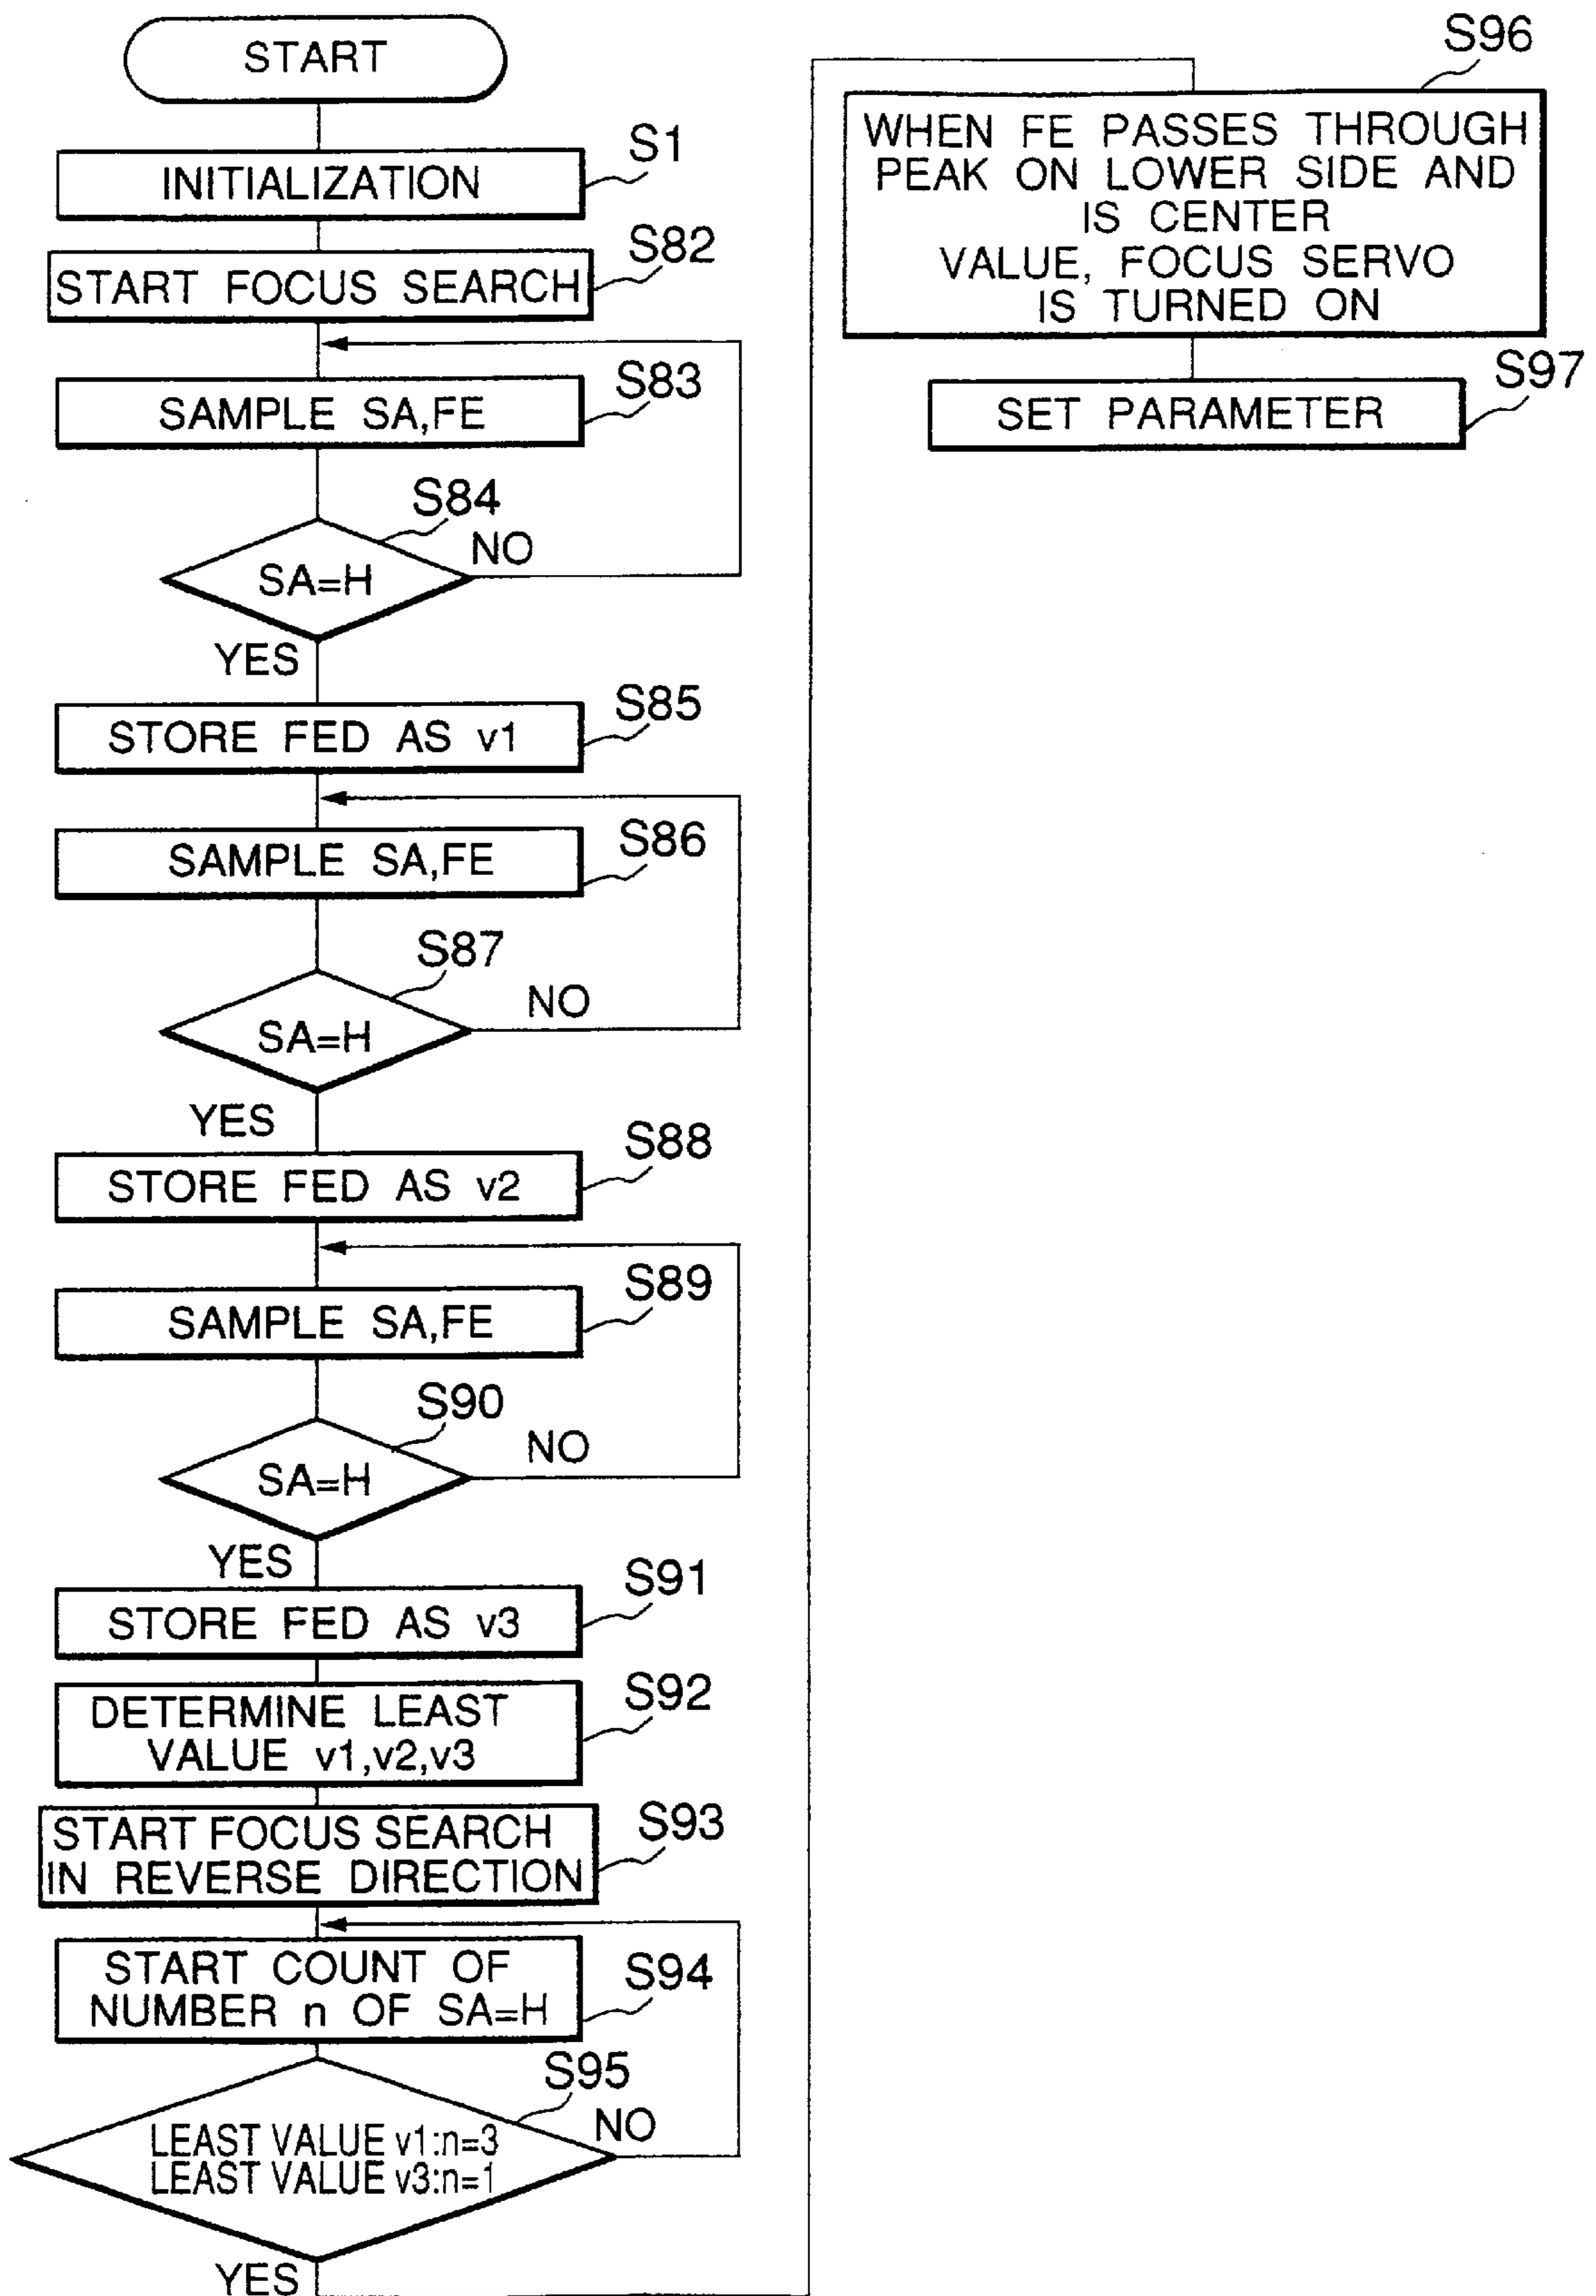 START
S1
INITIALIZATION
S82
START FOCUS SEARCH
S83
SAMPLE SA,FE
S84
SA=H
NO
YES
S85
STORE FED AS v1
S86
SAMPLE SA,FE
S87
SA=H
NO
YES
S88
STORE FED AS v2
S89
SAMPLE SA,FE
S90
SA=H
NO
YES
S91
STORE FED AS v3
S92
DETERMINE LEAST
VALUE v1,v2,v3
S93
START FOCUS SEARCH
IN REVERSE DIRECTION
S94
START COUNT OF
NUMBER n OF SA=H
S95
LEAST VALUE v1:n=3
LEAST VALUE v3:n=1
NO
YES
S96
WHEN FE PASSES THROUGH
PEAK ON LOWER SIDE AND
IS CENTER
VALUE, FOCUS SERVO
IS TURNED ON
S97
SET PARAMETER